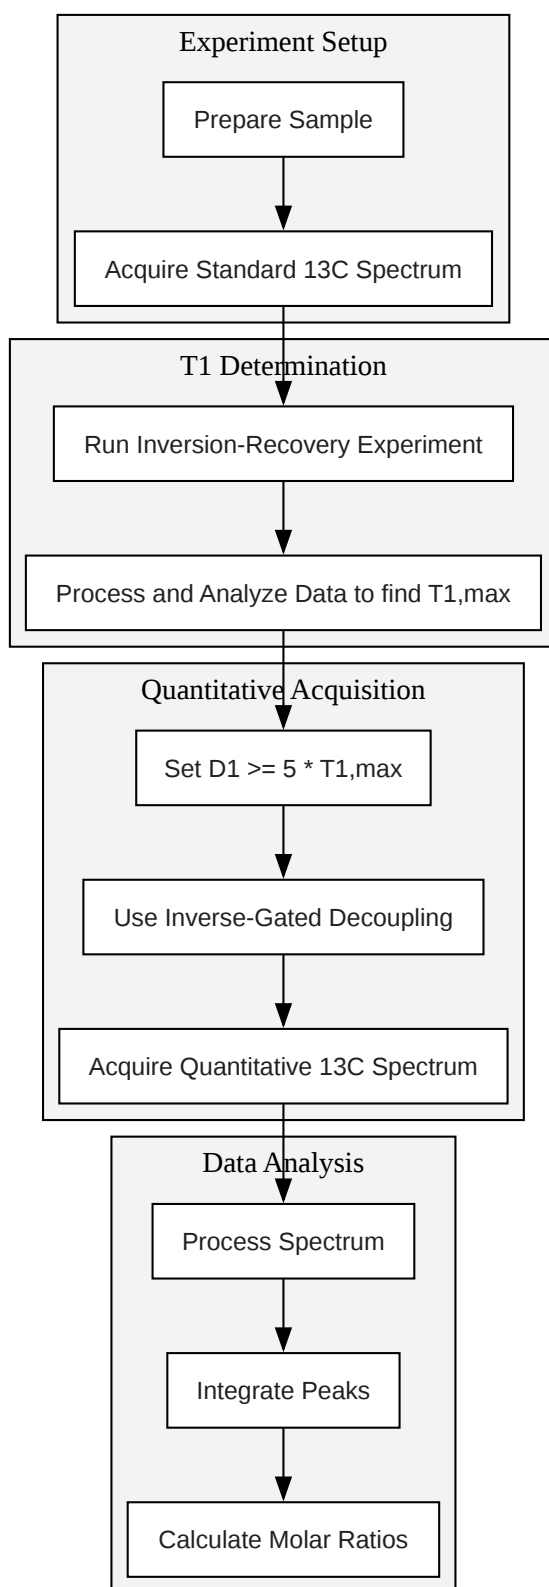 Experiment Setup
Prepare Sample
Acquire Standard 13C Spectrum
T1 Determination
Run Inversion-Recovery Experiment
Process and Analyze Data to find T1,max
Quantitative Acquisition
Set D1 >= 5 * T1,max
Use Inverse-Gated Decoupling
Acquire Quantitative 13C Spectrum
Data Analysis
Process Spectrum
Integrate Peaks
Calculate Molar Ratios